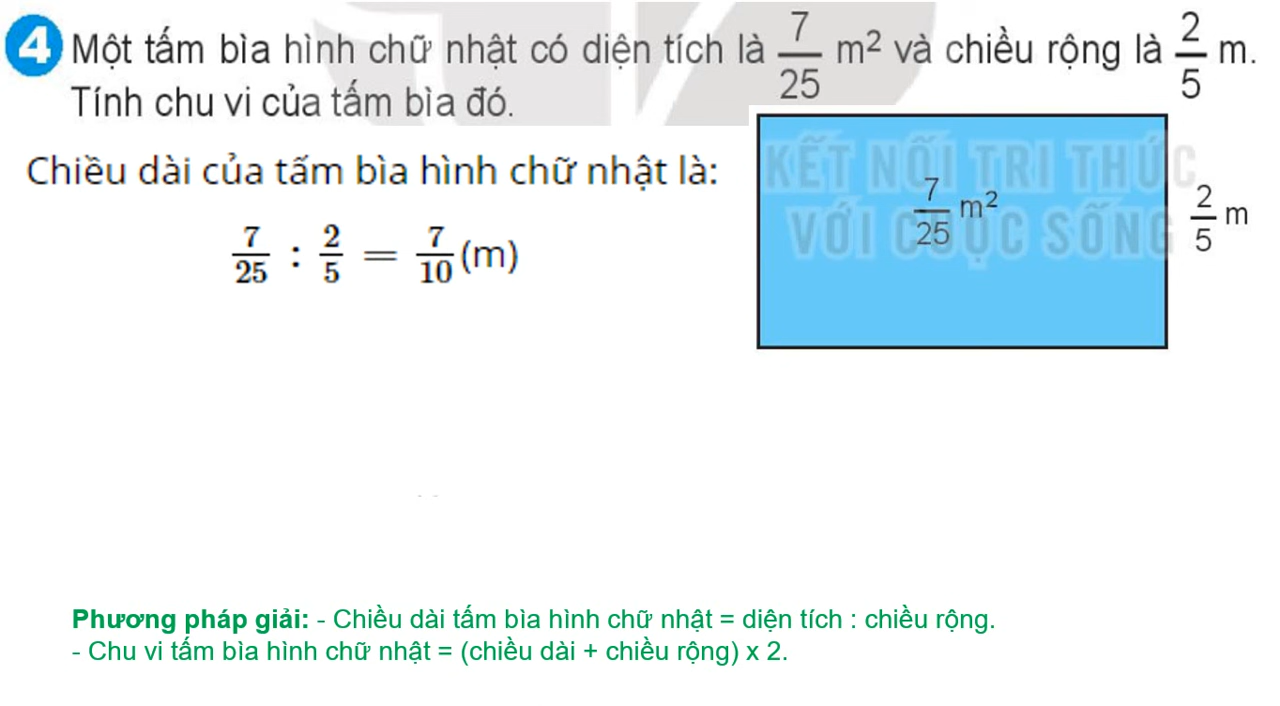 4 Một tấm bìa hình chữ nhật có diện tích là 7/25 m² và chiều rộng là 2/5 m.
Tính chu vi của tấm bìa đó.
Chiều dài của tấm bìa hình chữ nhật là:
7/25 : 2/5 = 7/10 (m)
KẾT NỐI TRI THỨC
VỚI CUỘC SỐNG
7/25 m²
2/5 m
Phương pháp giải: - Chiều dài tấm bìa hình chữ nhật = diện tích : chiều rộng.
- Chu vi tấm bìa hình chữ nhật = (chiều dài + chiều rộng) x 2.